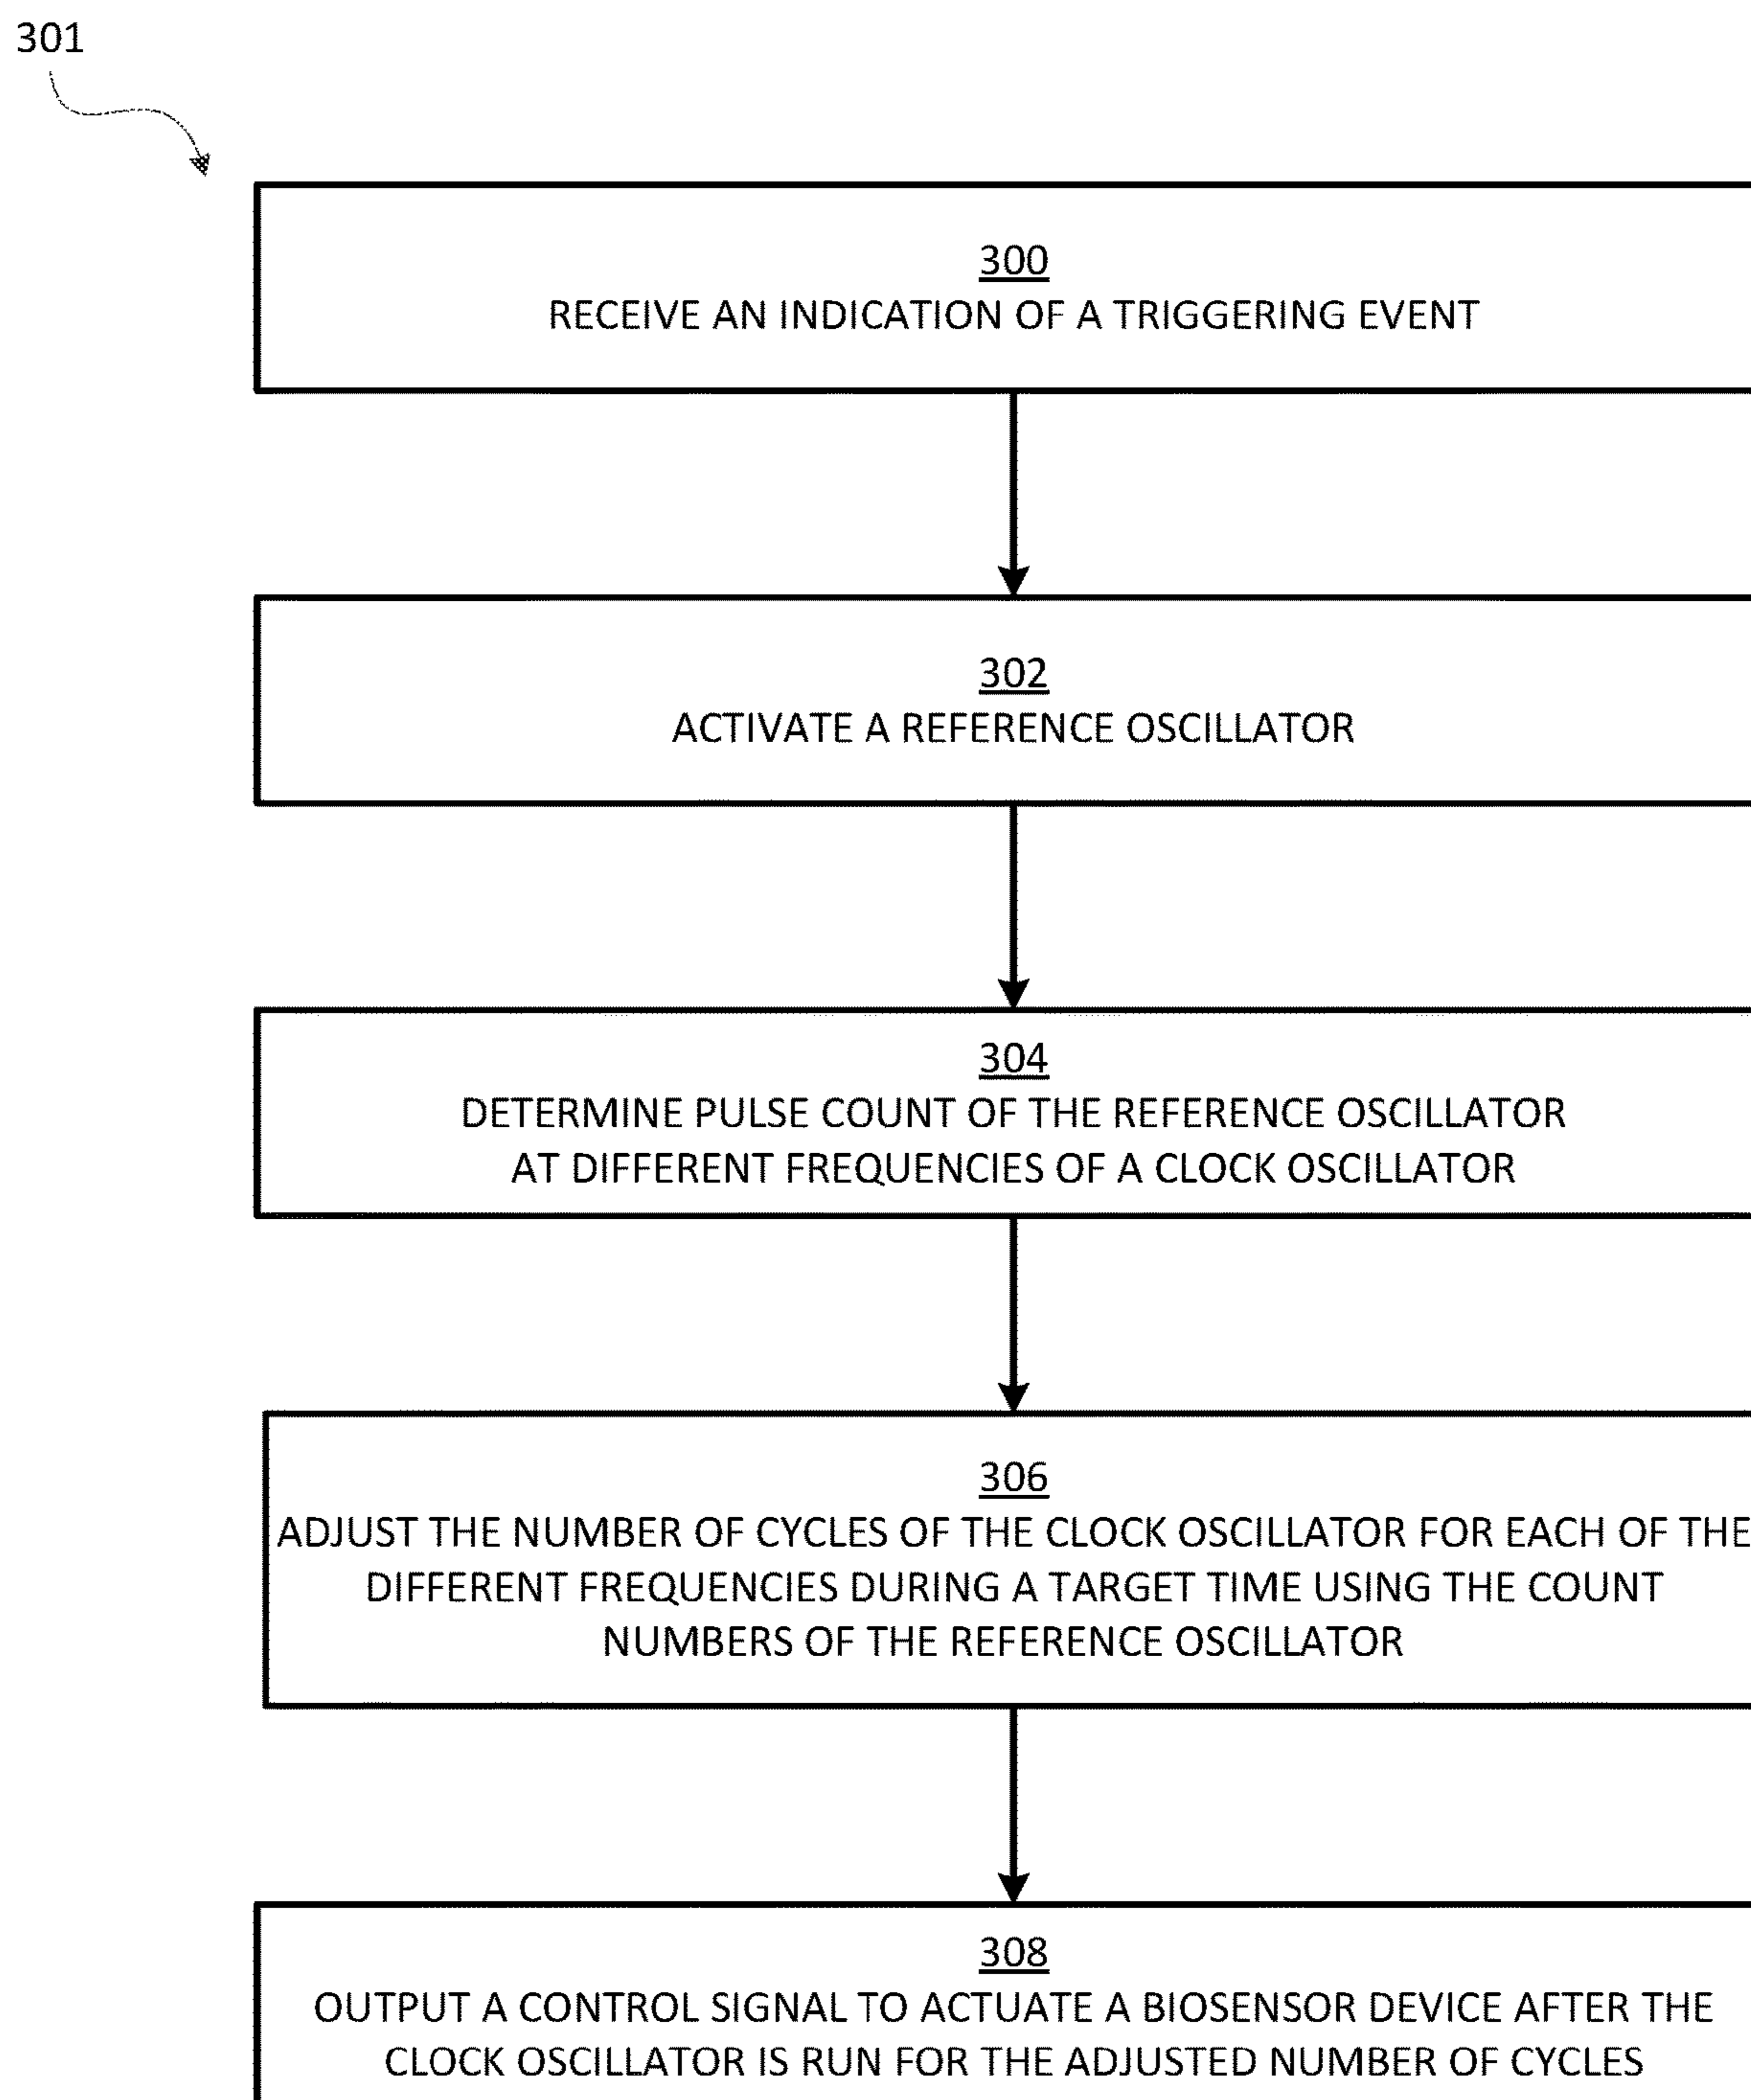 301
300
RECEIVE AN INDICATION OF A TRIGGERING EVENT
302
ACTIVATE A REFERENCE OSCILLATOR
304
DETERMINE PULSE COUNT OF THE REFERENCE OSCILLATOR
AT DIFFERENT FREQUENCIES OF A CLOCK OSCILLATOR
306
ADJUST THE NUMBER OF CYCLES OF THE CLOCK OSCILLATOR FOR EACH OF THE
DIFFERENT FREQUENCIES DURING A TARGET TIME USING THE COUNT
NUMBERS OF THE REFERENCE OSCILLATOR
308
OUTPUT A CONTROL SIGNAL TO ACTUATE A BIOSENSOR DEVICE AFTER THE
CLOCK OSCILLATOR IS RUN FOR THE ADJUSTED NUMBER OF CYCLES